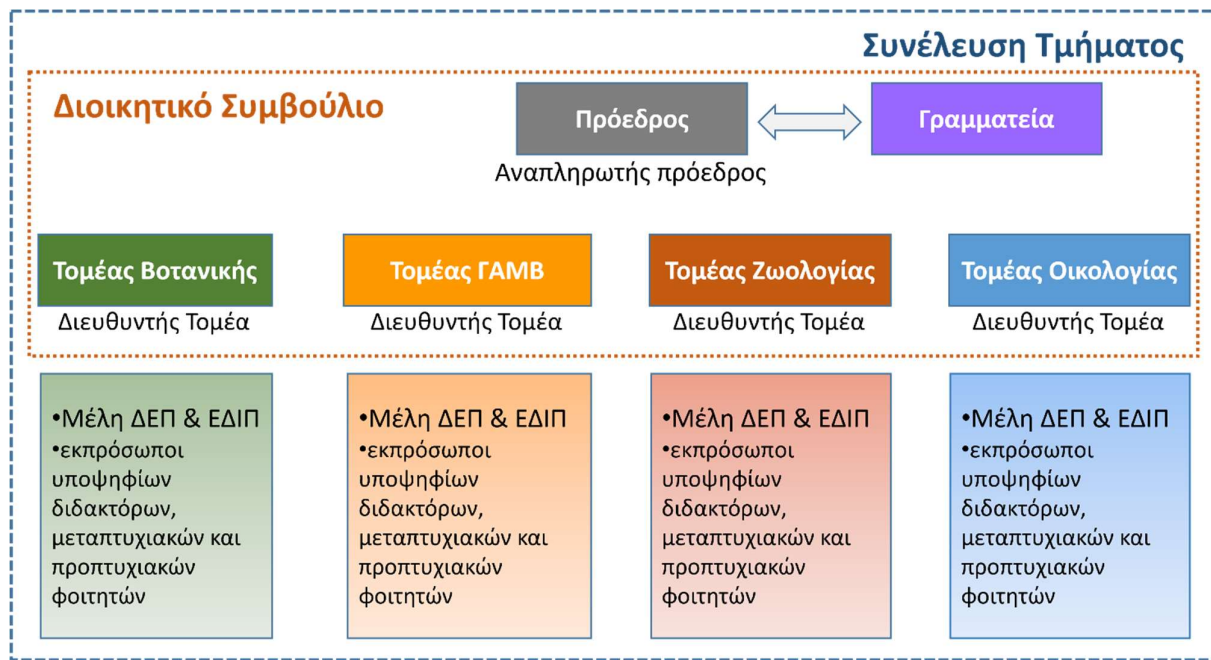 Συνέλευση Τμήματος
Διοικητικό Συμβούλιο
Πρόεδρος
Γραμματεία
Αναπληρωτής πρόεδρος
Τομέας Βοτανικής
Διευθυντής Τομέα
Τομέας ΓΑΜΒ
Διευθυντής Τομέα
Τομέας Ζωολογίας
Διευθυντής Τομέα
Τομέας Οικολογίας
Διευθυντής Τομέα
•Μέλη ΔΕΠ & ΕΔΙΠ
•εκπρόσωποι
υποψηφίων
διδακτόρων,
μεταπτυχιακών και
προπτυχιακών
φοιτητών
•Μέλη ΔΕΠ & ΕΔΙΠ
•εκπρόσωποι
υποψηφίων
διδακτόρων,
μεταπτυχιακών και
προπτυχιακών
φοιτητών
•Μέλη ΔΕΠ & ΕΔΙΠ
•εκπρόσωποι
υποψηφίων
διδακτόρων,
μεταπτυχιακών και
προπτυχιακών
φοιτητών
•Μέλη ΔΕΠ & ΕΔΙΠ
•εκπρόσωποι
υποψηφίων
διδακτόρων,
μεταπτυχιακών και
προπτυχιακών
φοιτητών